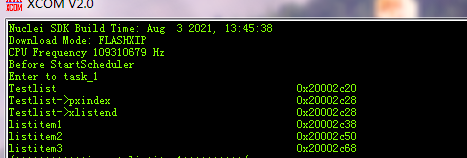 XCOM V2.0
Nuclei SDK Build Time: Aug  3 2021, 13:45:38
Download Mode: FLASHXIP
CPU Frequency 109310679 Hz
Before StartScheduler
Enter to task_1
Testlist 0x20002c20
Testlist->pxindex 0x20002c28
Testlist->xlistend 0x20002c28
listitem1 0x20002c38
listitem2 0x20002c50
listitem3 0x20002c68